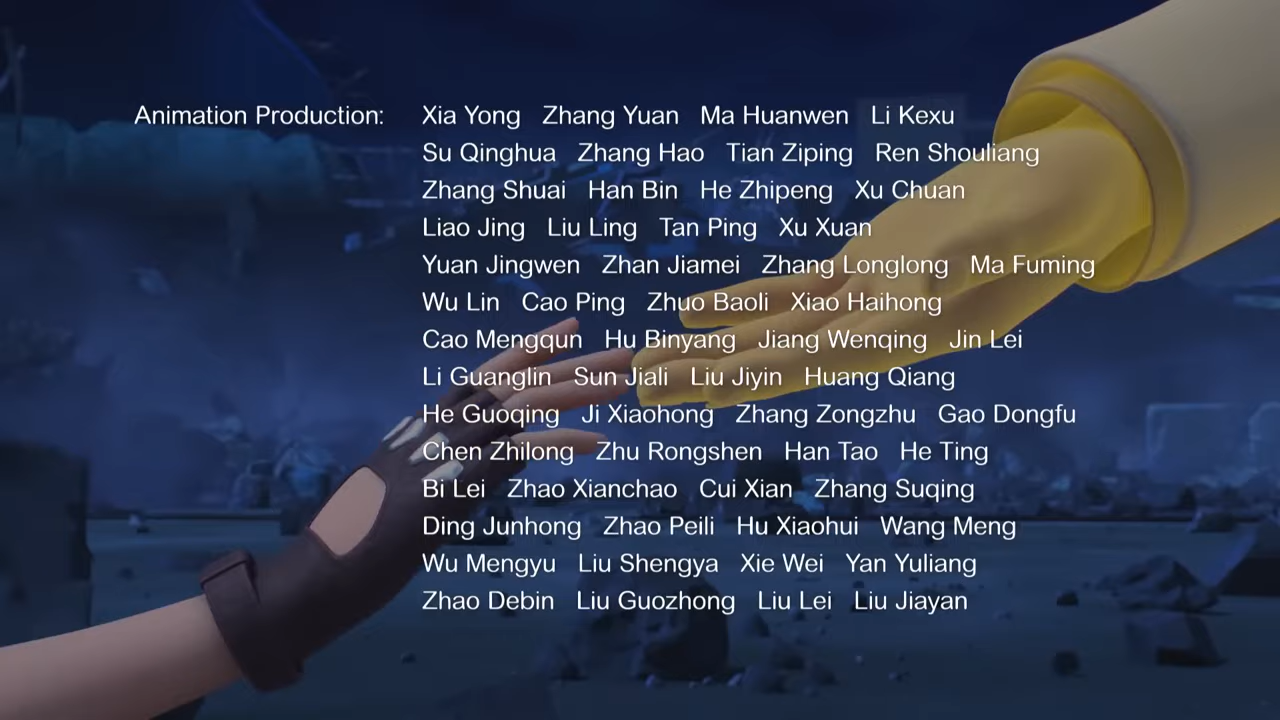 Animation Production: Xia Yong Zhang Yuan Ma Huanwen Li Kexu
Su Qinghua Zhang Hao Tian Ziping Ren Shouliang
Zhang Shuai Han Bin He Zhipeng Xu Chuan
Liao Jing Liu Ling Tan Ping Xu Xuan
Yuan Jingwen Zhan Jiamei Zhang Longlong Ma Fuming
Wu Lin Cao Ping Zhuo Baoli Xiao Haihong
Cao Mengqun Hu Binyang Jiang Wenqing Jin Lei
Li Guanglin Sun Jiali Liu Jiyin Huang Qiang
He Guoqing Ji Xiaohong Zhang Zongzhu Gao Dongfu
Chen Zhilong Zhu Rongshen Han Tao He Ting
Bi Lei Zhao Xianchao Cui Xian Zhang Suqing
Ding Junhong Zhao Peili Hu Xiaohui Wang Meng
Wu Mengyu Liu Shengya Xie Wei Yan Yuliang
Zhao Debin Liu Guozhong Liu Lei Liu Jiayan